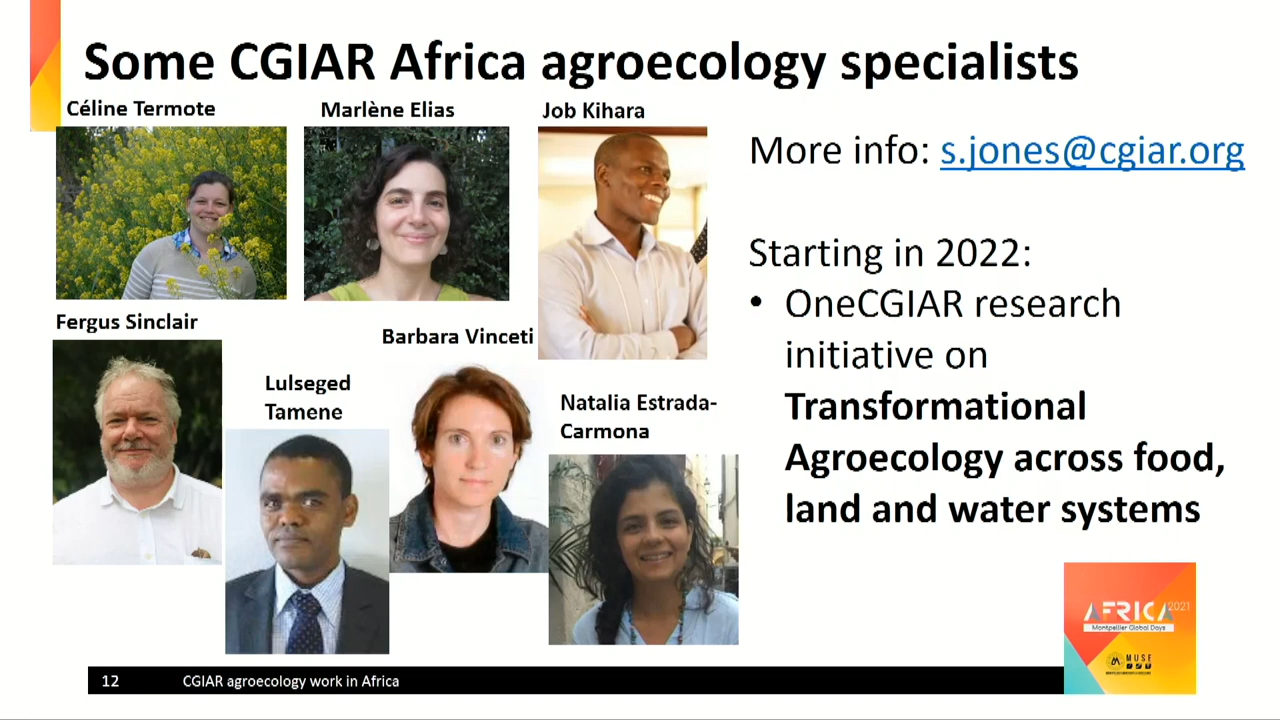 Some CGIAR Africa agroecology specialists
Céline Termote
Marlène Elias
Job Kihara
Fergus Sinclair
Barbara Vinceti
Lulseged
Tamene
Natalia Estrada-
Carmona
More info: s.jones@cgiar.org
Starting in 2022:
• OneCGIAR research
initiative on
Transformational
Agroecology across food,
land and water systems
AFRICA 2021
Montpellier Global Days
MUSE
12
CGIAR agroecology work in Africa